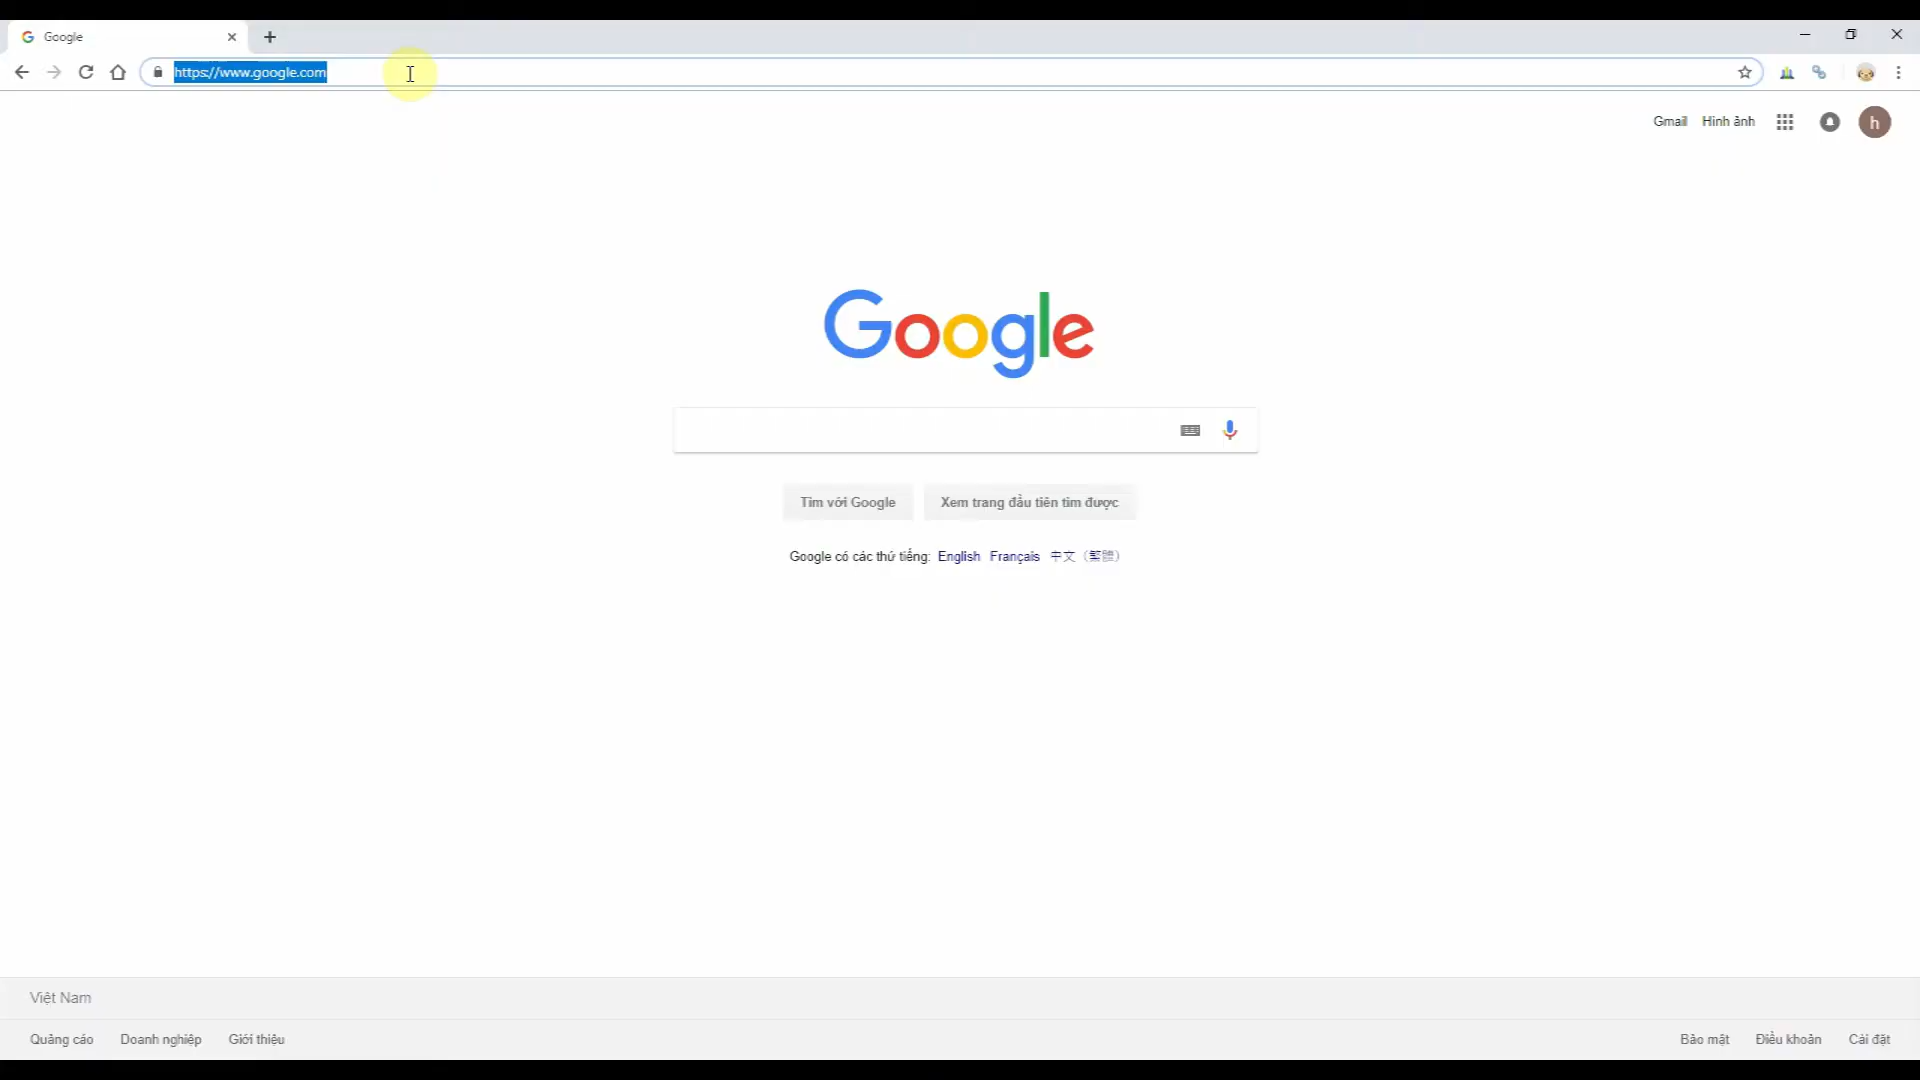 Google
https://www.google.com
Gmail Hình ảnh
h
Google
Tìm với Google Xem trang đầu tiên tìm được
Google có các thứ tiếng: English Français 中文（繁體）
Việt Nam
Quảng cáo Doanh nghiệp Giới thiệu Bảo mật Điều khoản Cài đặt